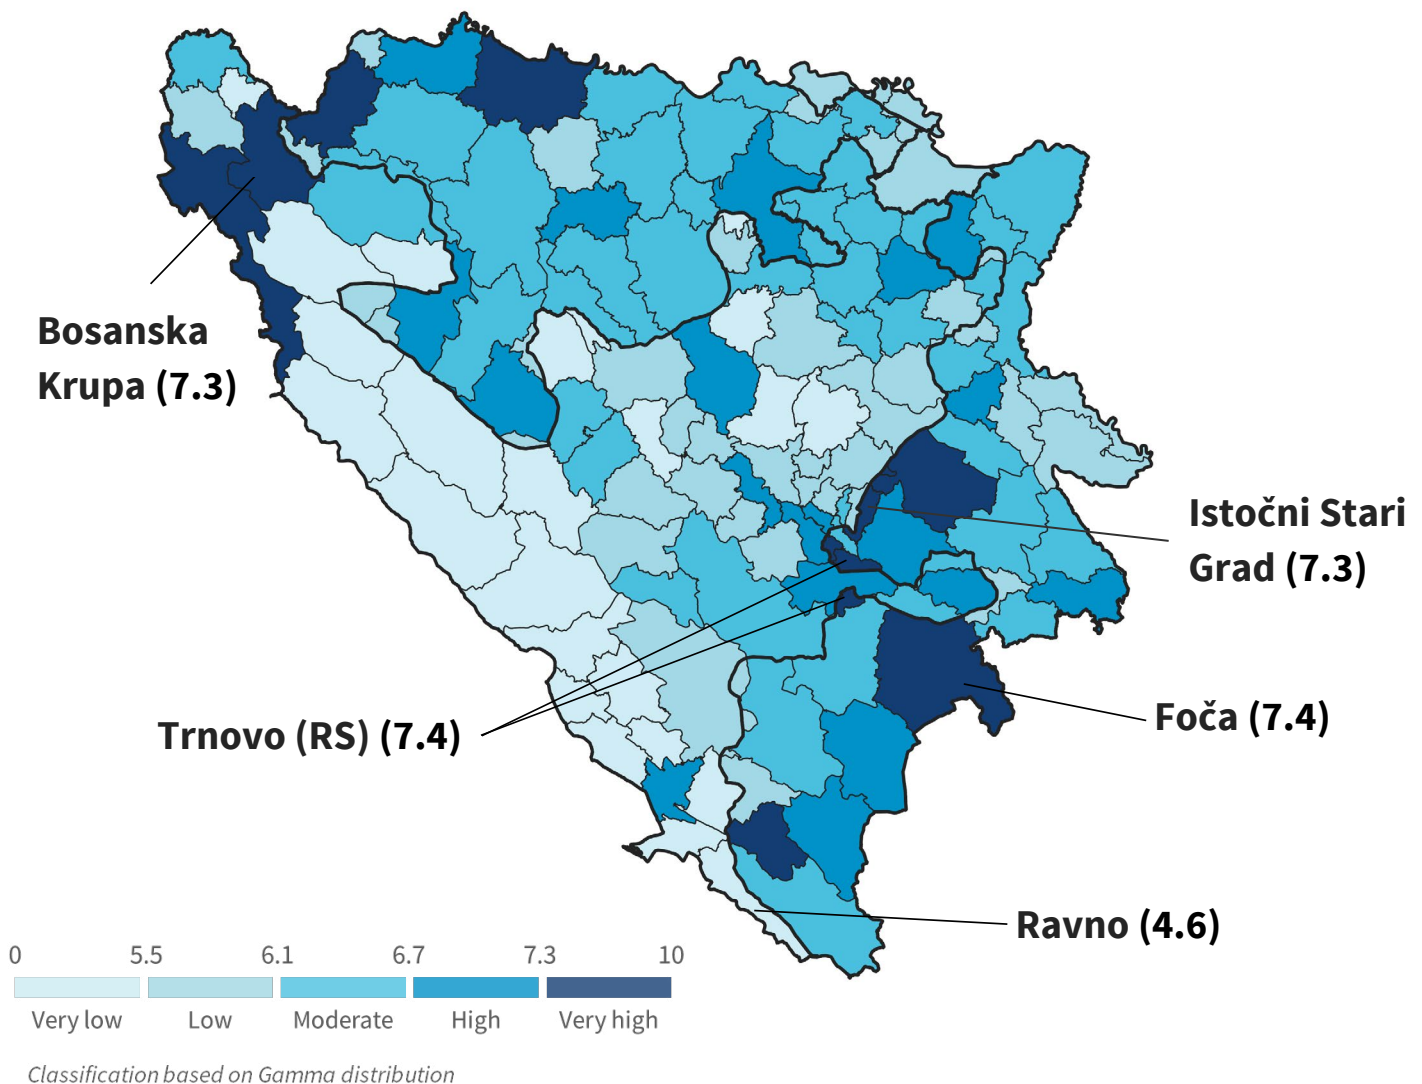 Bosanska
Krupa (7.3)
Istočni Stari
Grad (7.3)
Trnovo (RS) (7.4)
Foča (7.4)
Ravno (4.6)
0 5.5 6.1 6.7 7.3 10
Very low Low Moderate High Very high
Classification based on Gamma distribution